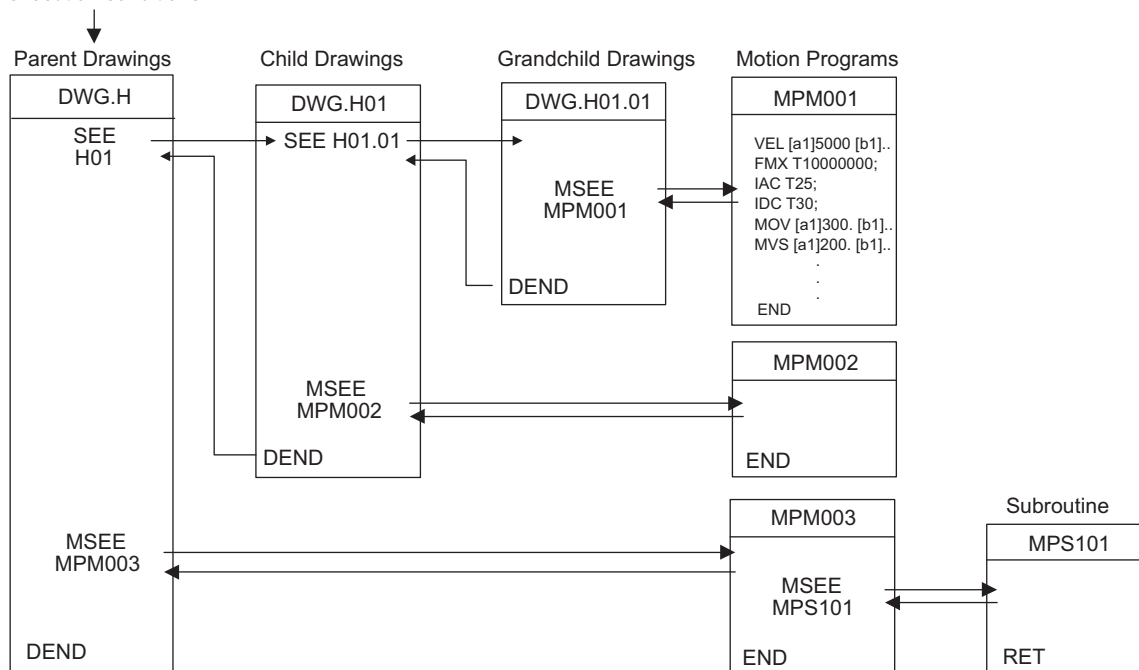 Parent Drawings
Child Drawings
Grandchild Drawings
Motion Programs
DWG.H
SEE
H01
MSEE
MPM003
DEND
DWG.H01
SEE H01.01
MSEE
MPM002
DEND
DWG.H01.01
MSEE
MPM001
DEND
MPM001
VEL [a1]5000 [b1]..
FMX T10000000;
IAC T25;
IDC T30;
MOV [a1]300. [b1]..
MVS [a1]200. [b1]..
.
.
.
END
MPM002
END
MPM003
MSEE
MPS101
END
Subroutine
MPS101
RET